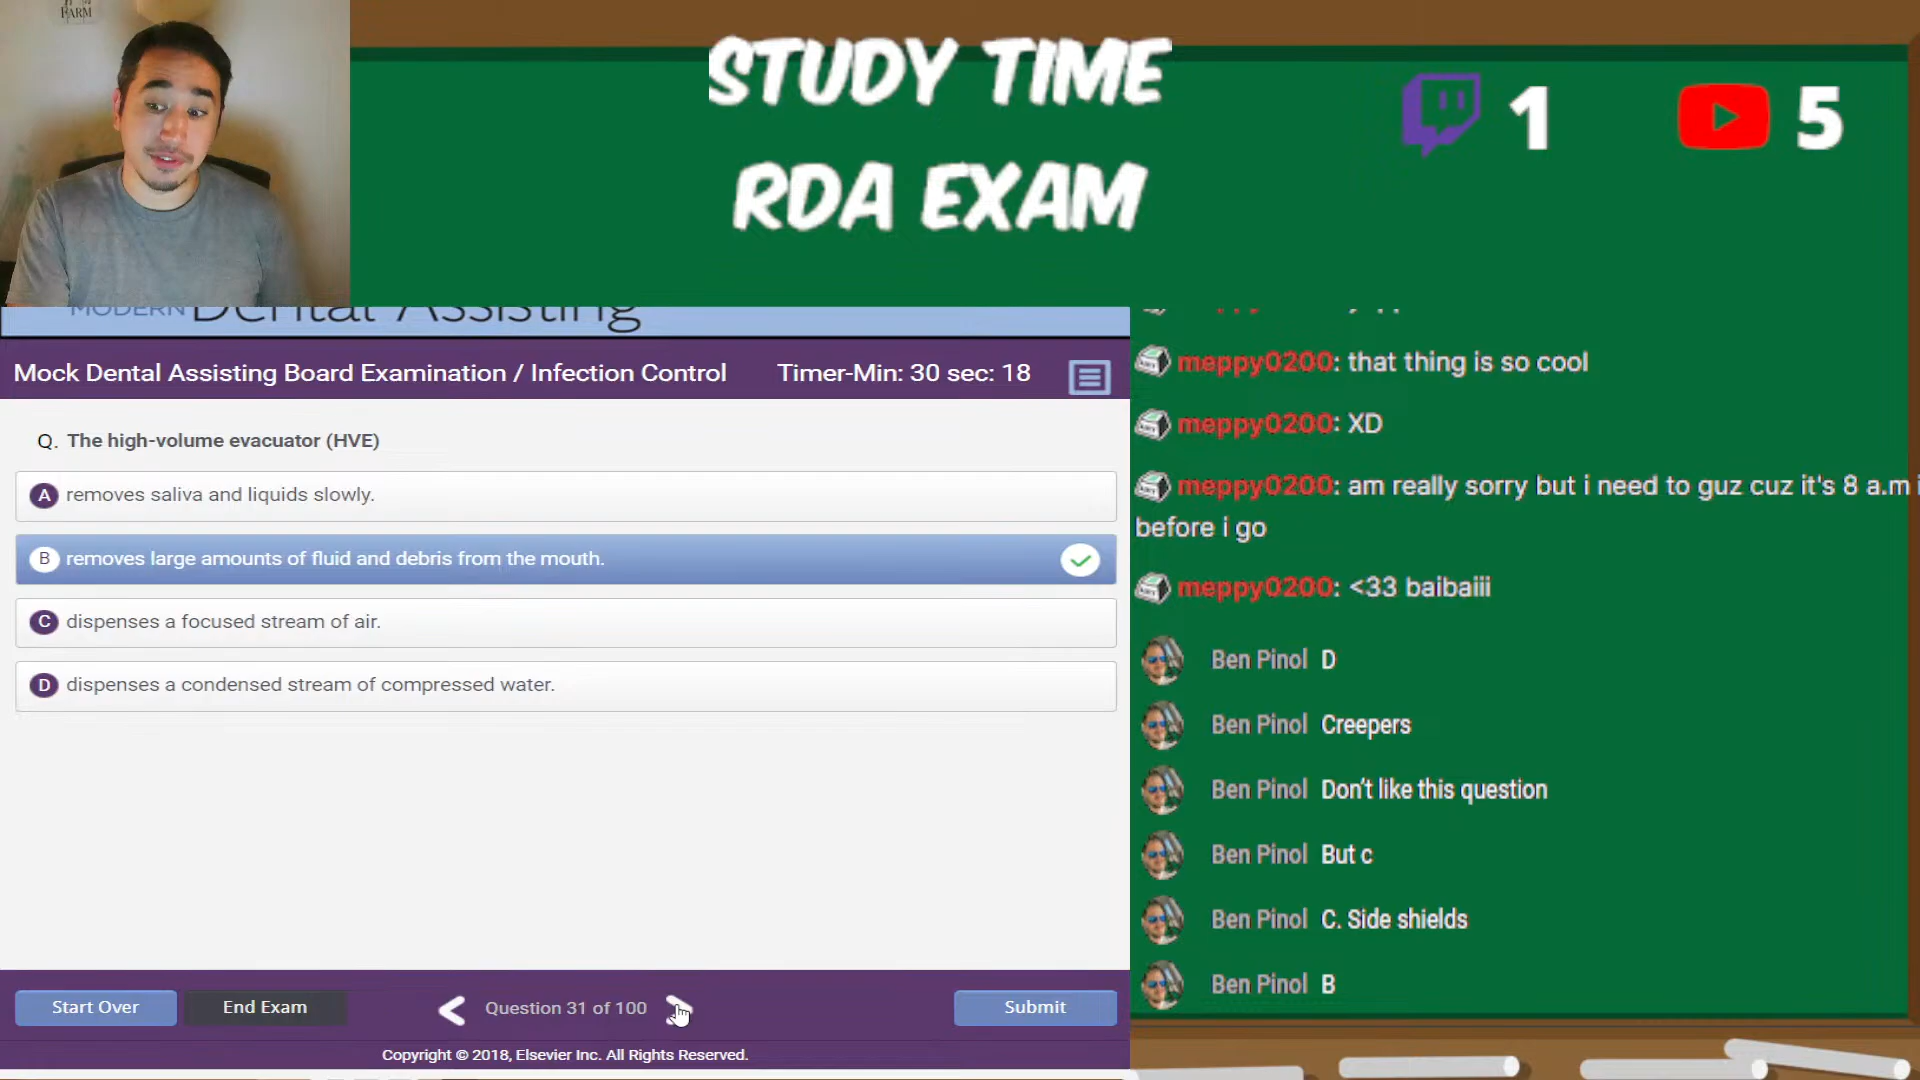 FARM
STUDY TIME
RDA EXAM
1
5
MODERN Dental Assisting
Mock Dental Assisting Board Examination / Infection Control
Timer-Min: 30 sec: 18
Q. The high-volume evacuator (HVE)
A removes saliva and liquids slowly.
B removes large amounts of fluid and debris from the mouth.
C dispenses a focused stream of air.
D dispenses a condensed stream of compressed water.
Start Over
End Exam
Question 31 of 100
Submit
Copyright © 2018, Elsevier Inc. All Rights Reserved.
meppy0200: that thing is so cool
meppy0200: XD
meppy0200: am really sorry but i need to guz cuz it's 8 a.m i
before i go
meppy0200: <33 baibaiii
Ben Pinol D
Ben Pinol Creepers
Ben Pinol Don't like this question
Ben Pinol But c
Ben Pinol C. Side shields
Ben Pinol B